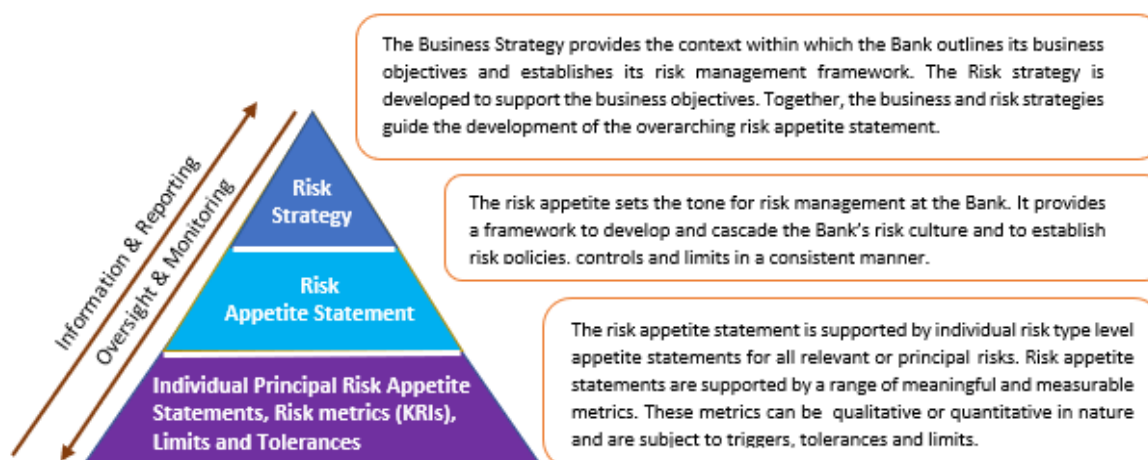 The Business Strategy provides the context within which the Bank outlines its business
objectives and establishes its risk management framework. The Risk strategy is
developed to support the business objectives. Together, the business and risk strategies
guide the development of the overarching risk appetite statement.
Information & Reporting
Oversight & Monitoring
Risk
Strategy
The risk appetite sets the tone for risk management at the Bank. It provides
a framework to develop and cascade the Bank's risk culture and to establish
risk policies, controls and limits in a consistent manner.
Risk
Appetite Statement
The risk appetite statement is supported by individual risk type level
appetite statements for all relevant or principal risks. Risk appetite
statements are supported by a range of meaningful and measurable
metrics. These metrics can be qualitative or quantitative in nature
and are subject to triggers, tolerances and limits.
Individual Principal Risk Appetite
Statements, Risk metrics (KRIs),
Limits and Tolerances